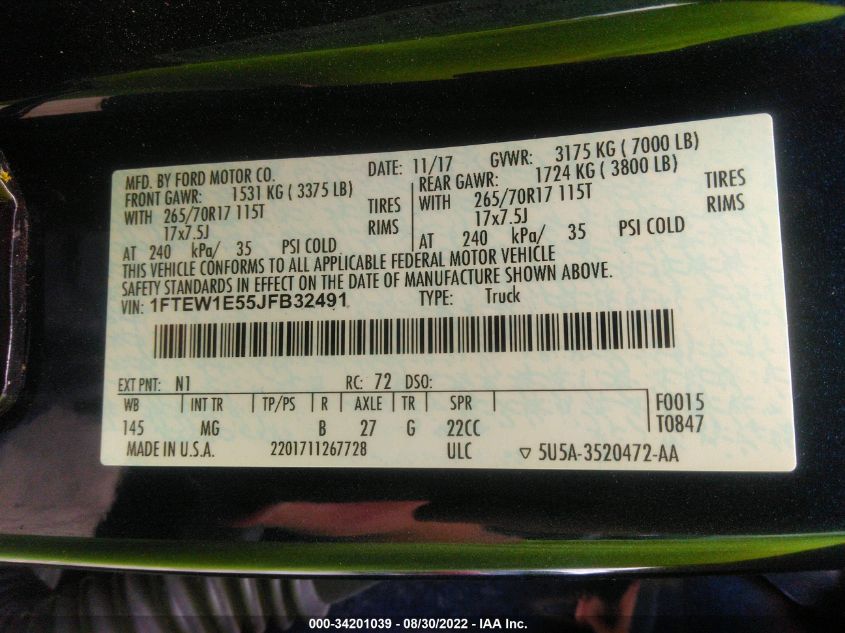 MFD. BY FORD MOTOR CO. DATE: 11/17 GVWR: 3175 KG ( 7000 LB)
FRONT GAWR: 1531 KG ( 3375 LB) REAR GAWR: 1724 KG ( 3800 LB)
WITH 265/70R17 115T TIRES WITH 265/70R17 115T TIRES
17x7.5J RIMS 17x7.5J RIMS
AT 240 kPa/ 35 PSI COLD AT 240 kPa/ 35 PSI COLD
THIS VEHICLE CONFORMS TO ALL APPLICABLE FEDERAL MOTOR VEHICLE
SAFETY STANDARDS IN EFFECT ON THE DATE OF MANUFACTURE SHOWN ABOVE.
VIN: 1FTEW1E55JFB32491 TYPE: Truck
EXT PNT: N1 RC: 72 DSO:
WB INT TR TP/PS R AXLE TR SPR F0015
145 MG B 27 G 22CC T0847
MADE IN U.S.A. 2201711267728 ULC ▽ 5U5A-3520472-AA
000-34201039 - 08/30/2022 - IAA Inc.